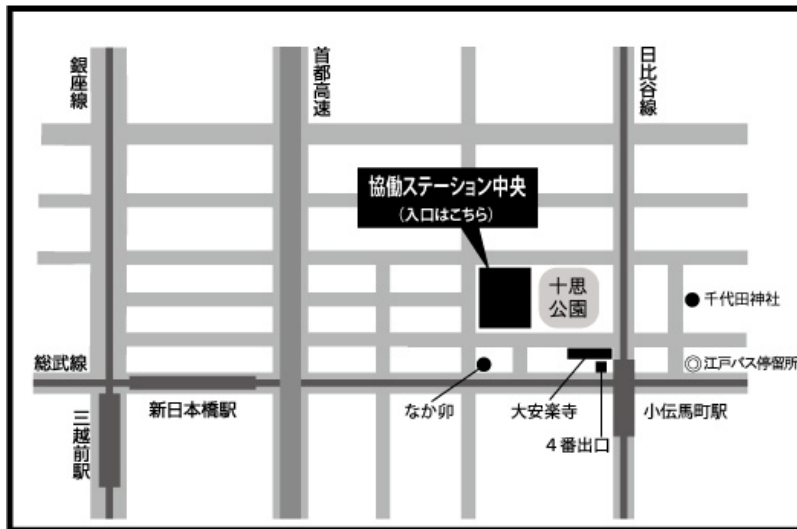 銀座線
首都高速
日比谷線
協働ステーション中央
(入口はこちら)
十思
公園
千代田神社
総武線
江戸バス停留所
新日本橋駅
なか卯
大安楽寺
小伝馬町駅
三越前駅
4番出口